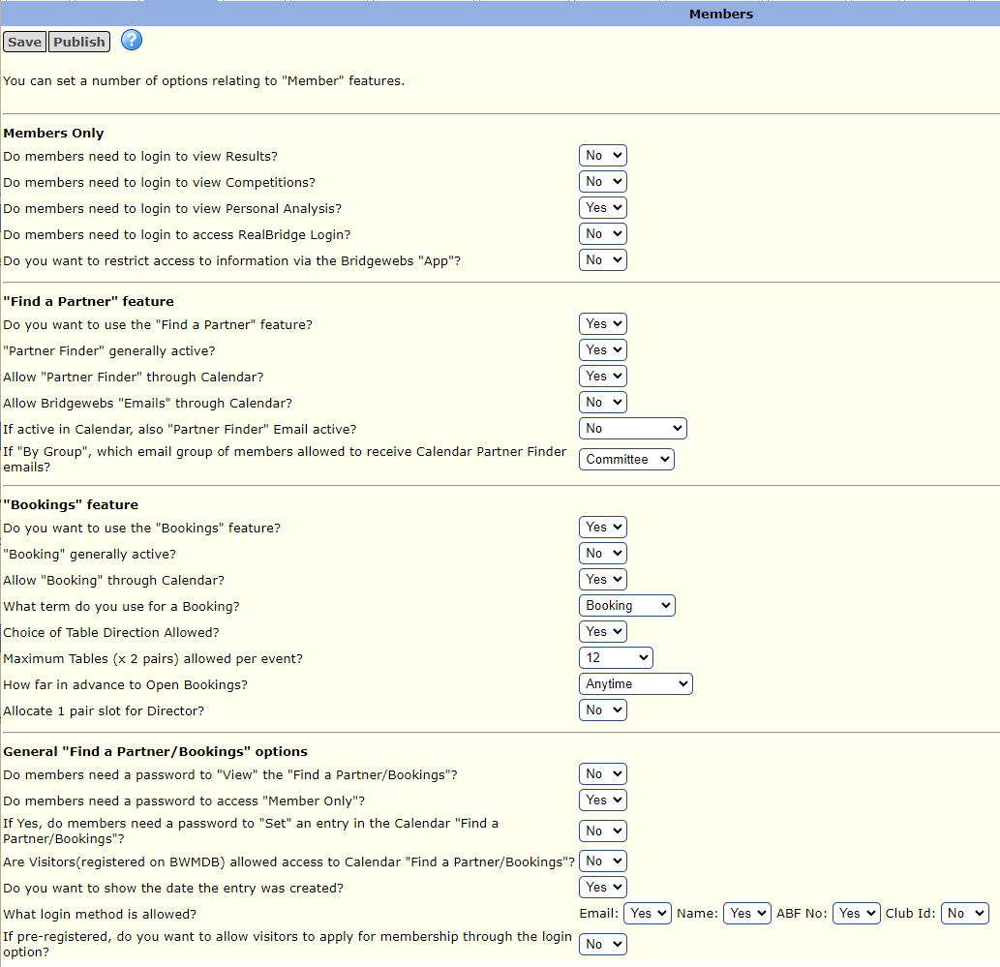 Members
Save Publish ?
You can set a number of options relating to "Member" features.
Members Only
Do members need to login to view Results? No
Do members need to login to view Competitions? No
Do members need to login to view Personal Analysis? Yes
Do members need to login to access RealBridge Login? No
Do you want to restrict access to information via the Bridgewebs "App"? No
"Find a Partner" feature
Do you want to use the "Find a Partner" feature? Yes
"Partner Finder" generally active? Yes
Allow "Partner Finder" through Calendar? Yes
Allow Bridgewebs "Emails" through Calendar? No
If active in Calendar, also "Partner Finder" Email active? No
If "By Group", which email group of members allowed to receive Calendar Partner Finder
emails? Committee
"Bookings" feature
Do you want to use the "Bookings" feature? Yes
"Booking" generally active? No
Allow "Booking" through Calendar? Yes
What term do you use for a Booking? Booking
Choice of Table Direction Allowed? Yes
Maximum Tables (x 2 pairs) allowed per event? 12
How far in advance to Open Bookings? Anytime
Allocate 1 pair slot for Director? No
General "Find a Partner/Bookings" options
Do members need a password to "View" the "Find a Partner/Bookings"? No
Do members need a password to access "Member Only"? Yes
If Yes, do members need a password to "Set" an entry in the Calendar "Find a
Partner/Bookings"? No
Are Visitors(registered on BWMDB) allowed access to Calendar "Find a Partner/Bookings"? No
Do you want to show the date the entry was created? Yes
What login method is allowed? Email: Yes Name: Yes ABF No: Yes Club Id: No
If pre-registered, do you want to allow visitors to apply for membership through the login
option? No